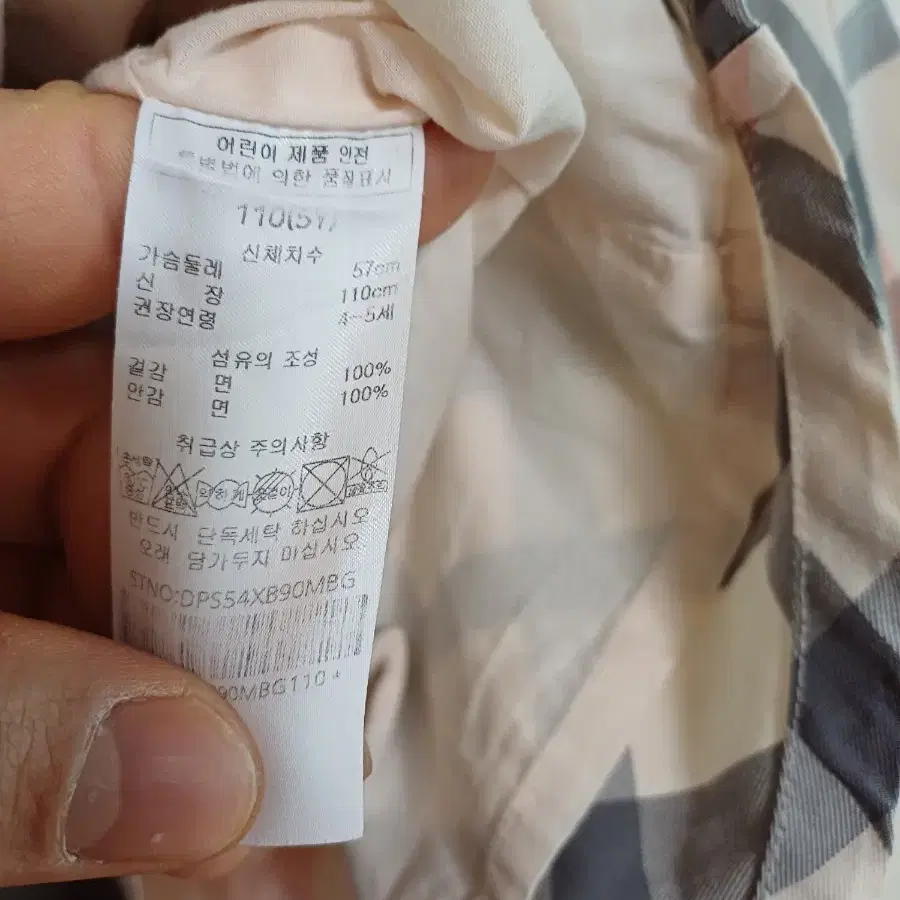 어린이 제품 안전
특별법에 의한 품질표시
110(5Y)
신체치수
가슴둘레 57cm
신 장 110cm
권장연령 4~5세
섬유의 조성
겉감 면 100%
안감 면 100%
취급상 주의사항
반드시 단독세탁 하십시오
오래 담가두지 마십시오
STNO:DPS54XB90MBG
90MBG110 *